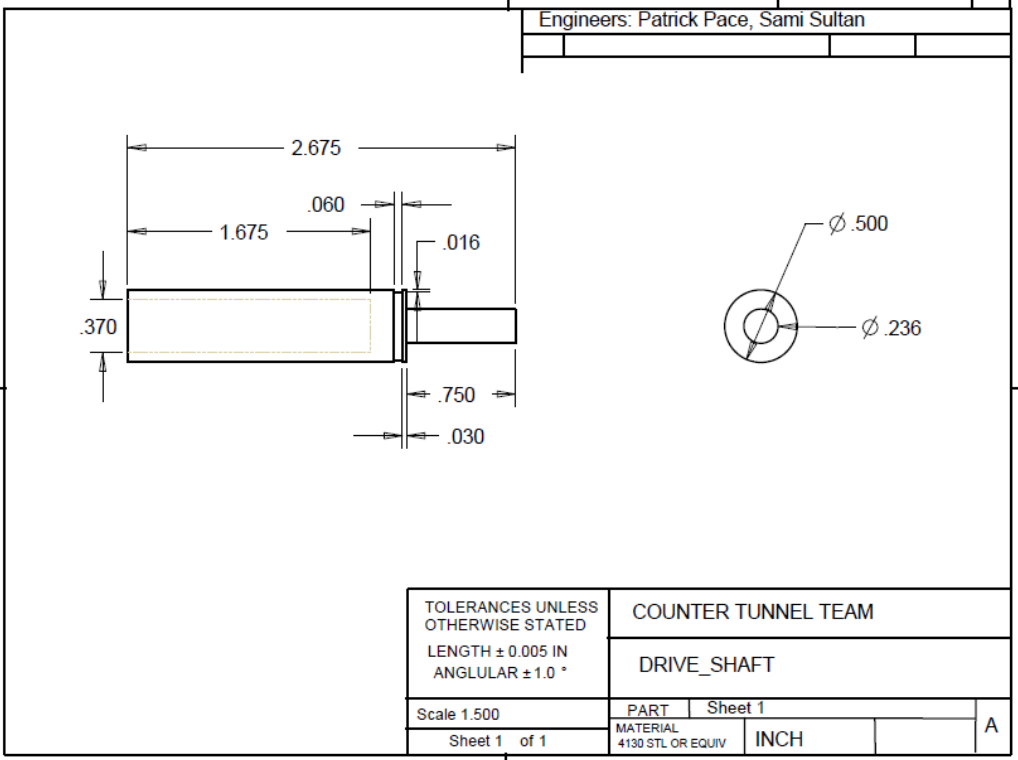 Engineers: Patrick Pace, Sami Sultan
2.675
.060
1.675
.016
.370
.750
.030
Ø .500
Ø .236
TOLERANCES UNLESS
OTHERWISE STATED
LENGTH ± 0.005 IN
ANGLULAR ± 1.0 °
COUNTER TUNNEL TEAM
DRIVE_SHAFT
Scale 1.500
PART Sheet 1
A
Sheet 1 of 1
MATERIAL
4130 STL OR EQUIV
INCH